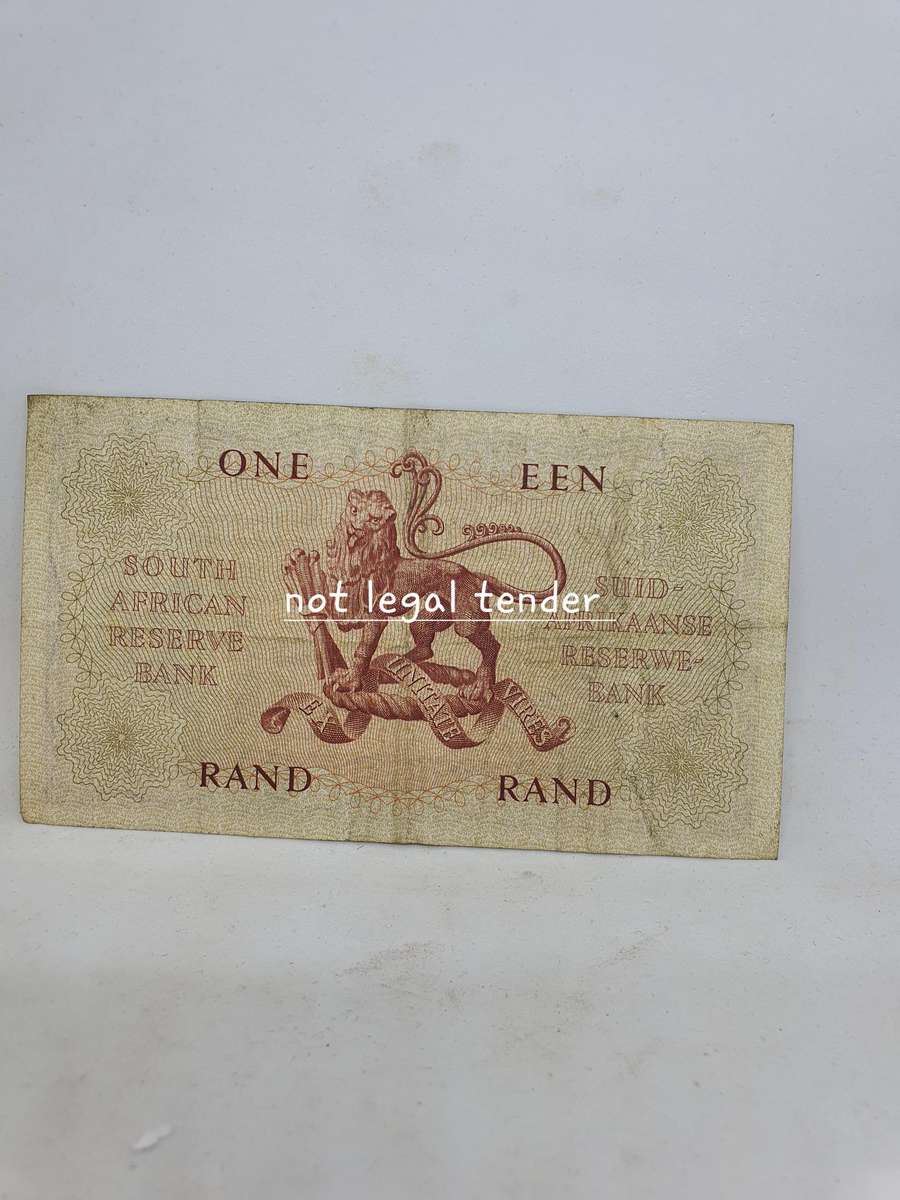 ONE
EEN
SOUTH
AFRICAN
RESERVE
BANK
not legal tender
SUID-
AFRIKAANSE
RESERWE-
BANK
EX
UNITATE
VIRES
RAND
RAND